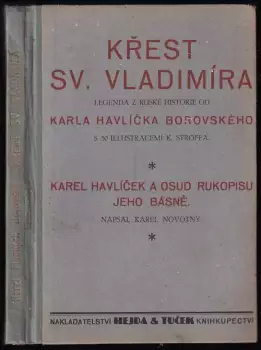 KŘEST
SV. VLADIMÍRA
LEGENDA Z RUSKÉ HISTORIE OD
KARLA HAVLÍČKA BOROVSKÉHO
S 50 ILLUSTRACEMI K. STROFFA.
KAREL HAVLÍČEK A OSUD RUKOPISU
JEHO BÁSNĚ.
NAPSAL KAREL NOVOTNÝ
NAKLADATELSTVÍ HEJDA & TUČEK KNIHKUPECTVÍ